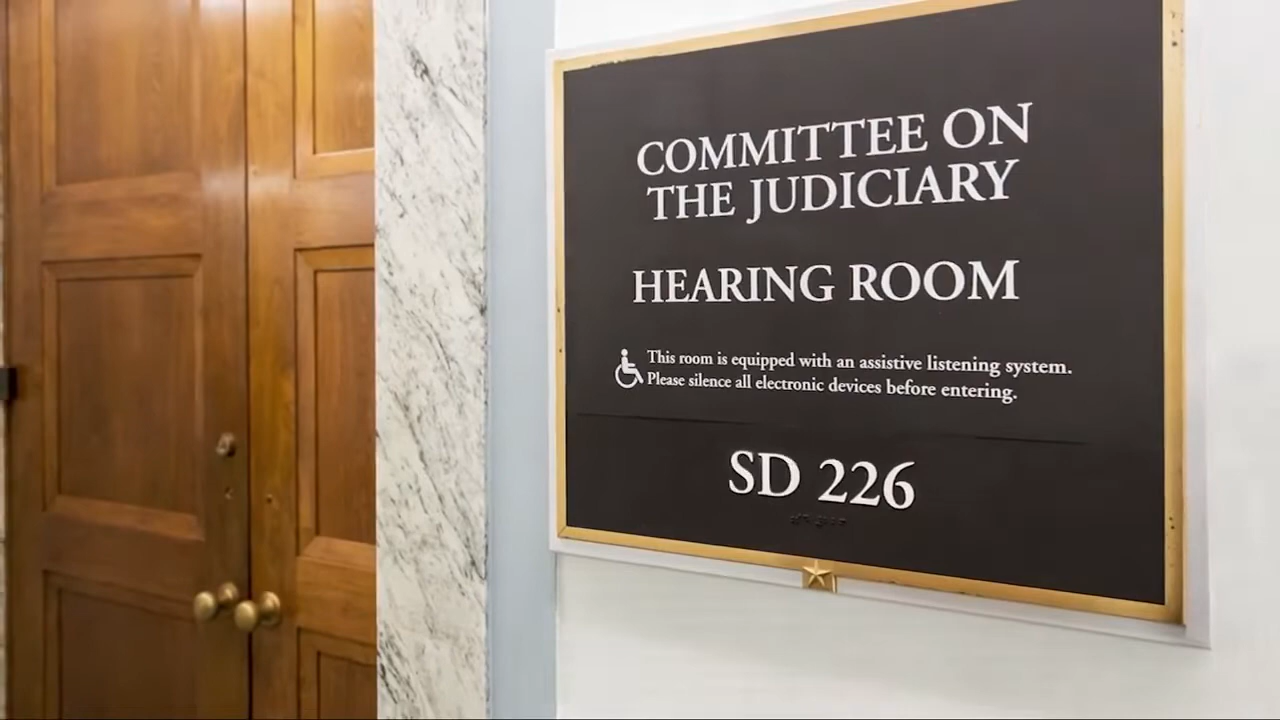 COMMITTEE ON
THE JUDICIARY
HEARING ROOM
This room is equipped with an assistive listening system.
Please silence all electronic devices before entering.
SD 226